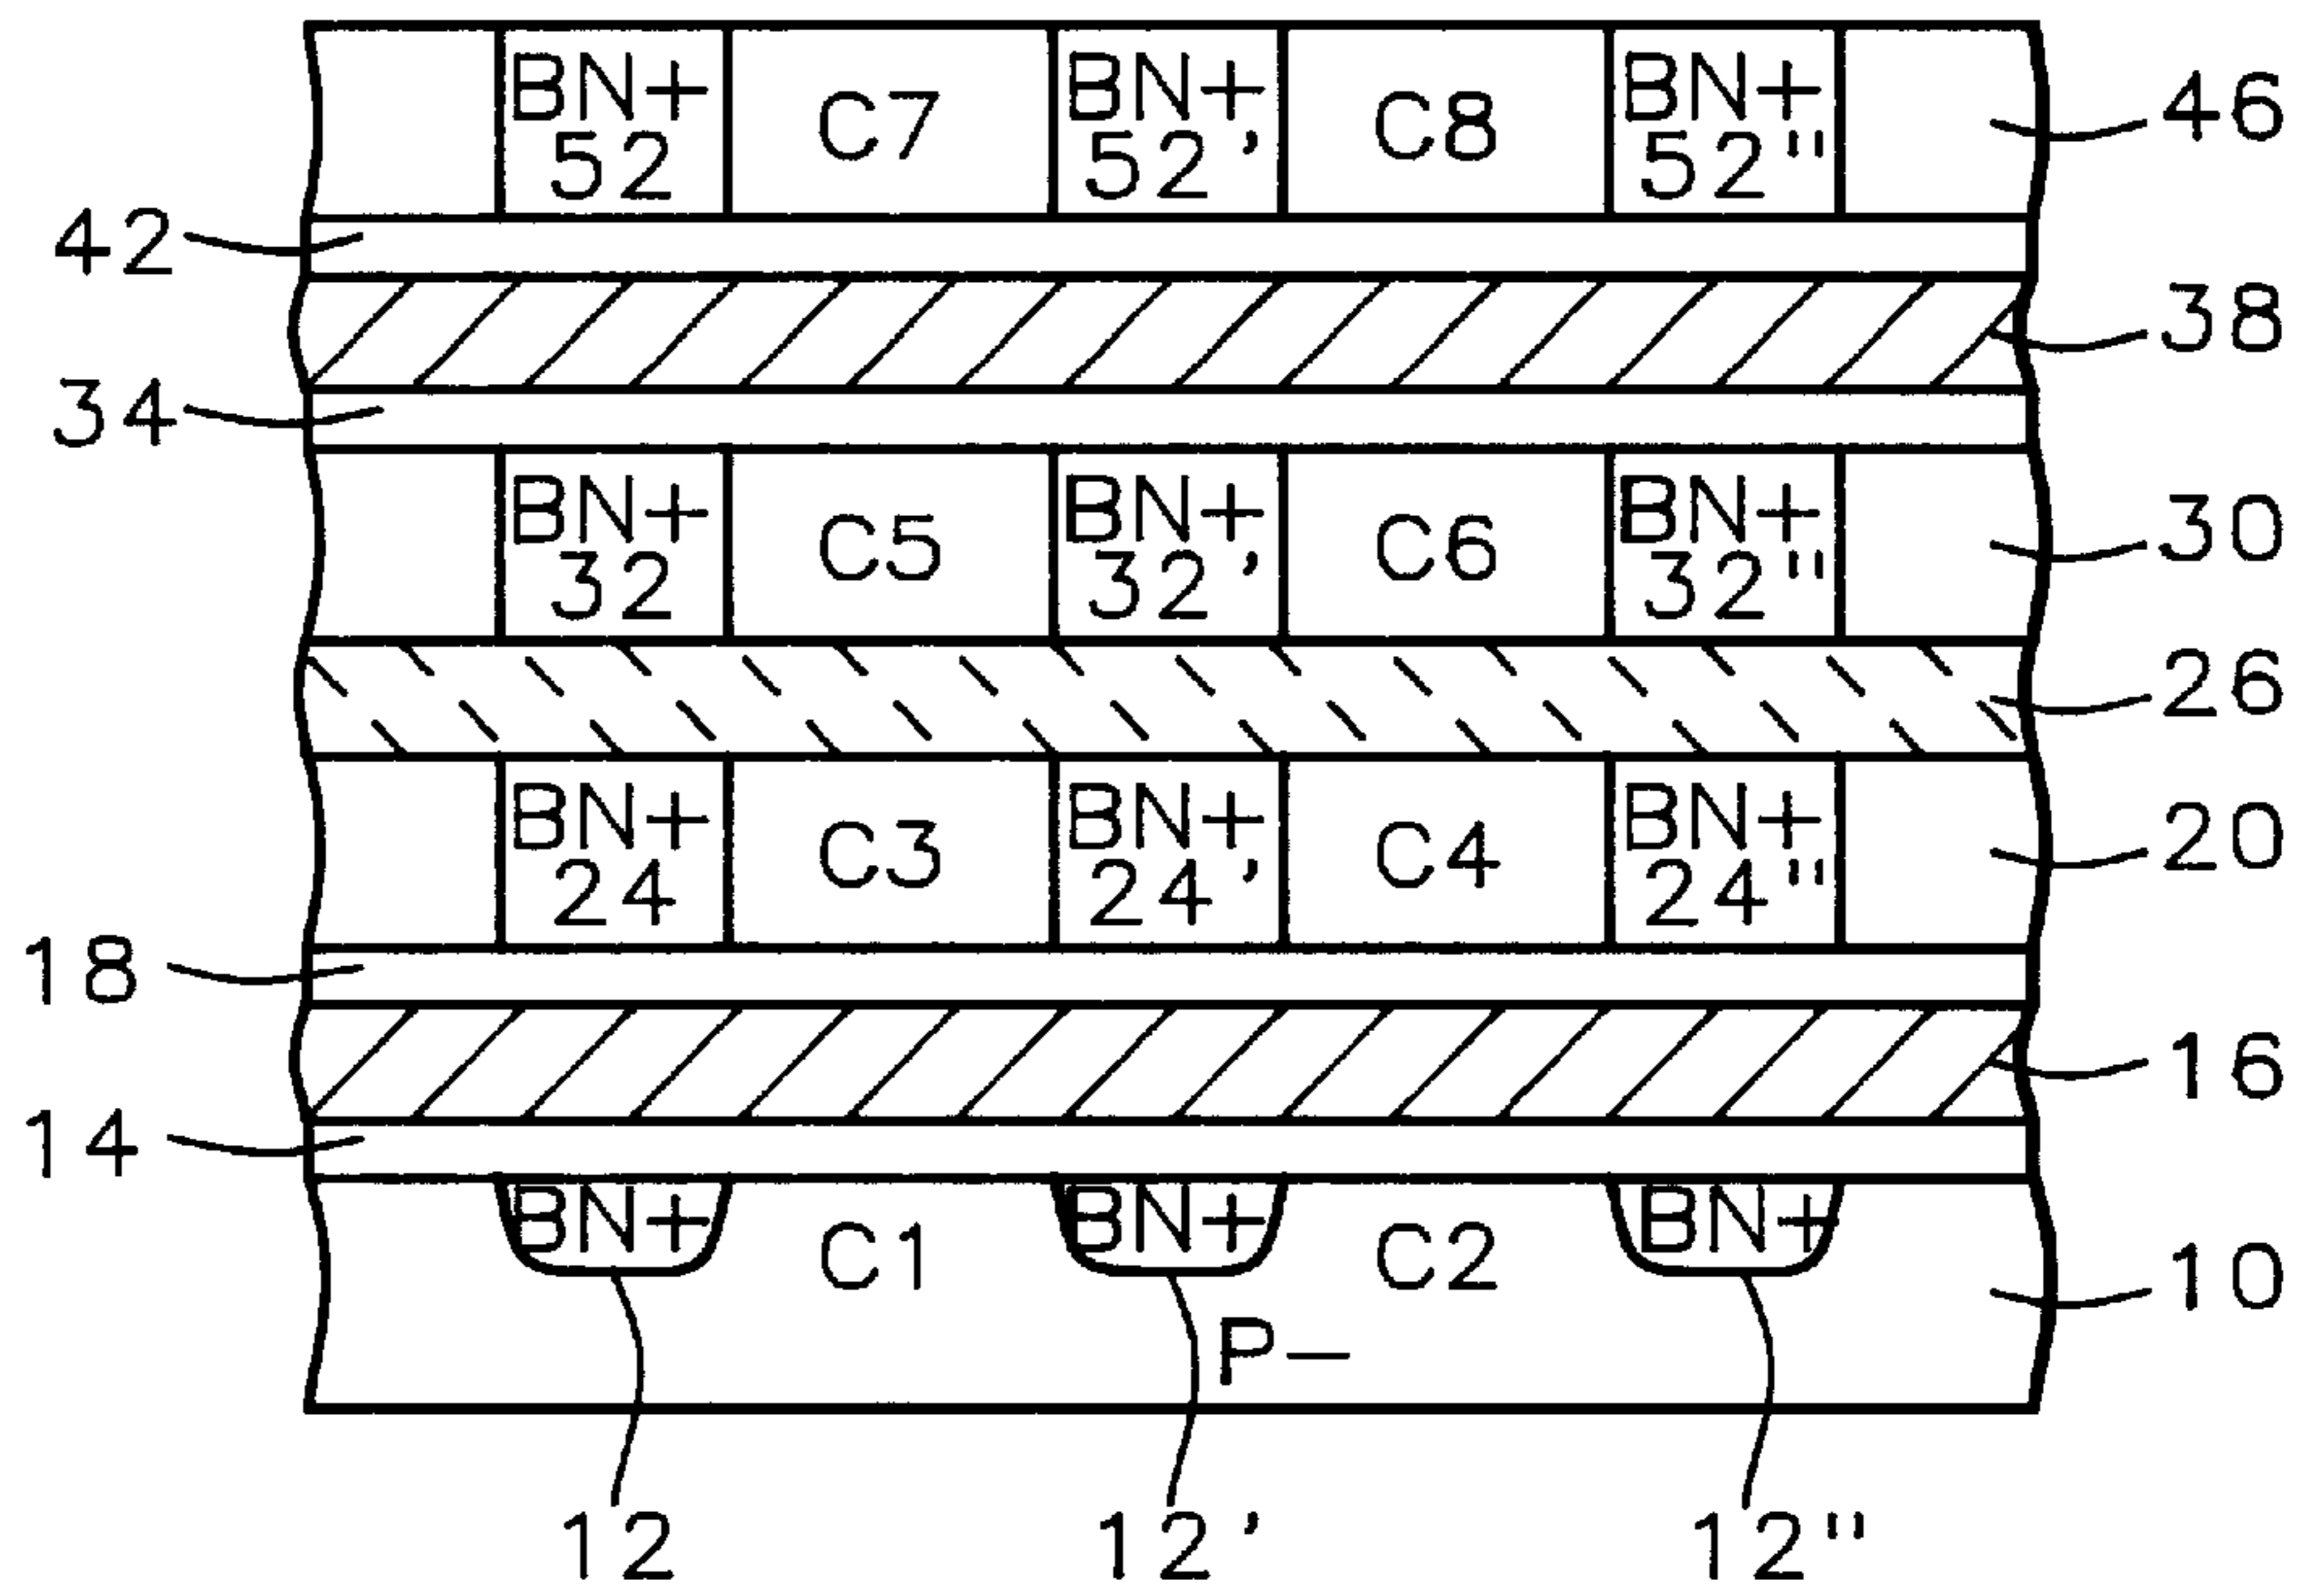 BN+ BN+ BN+
C7 C8 46
52 52' 52"
42
38
34
BN+ BN+ BN+
C5 C6 30
32 32' 32"
26
BN+ BN+ BN+
C3 C4 20
24 24' 24"
18
16
14
BN+ BN+ BN+
C1 C2 10
P−
12 12' 12"